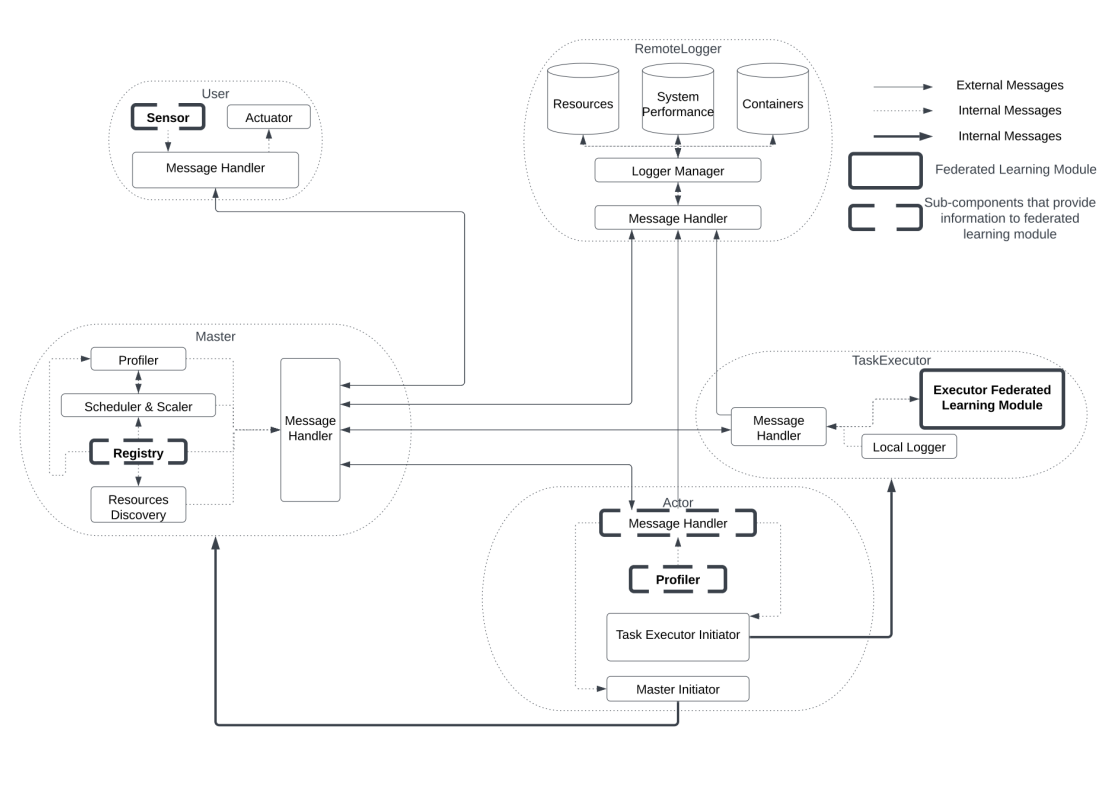 RemoteLogger
Resources
System
Performance
Containers
Logger Manager
Message Handler
External Messages
Internal Messages
Internal Messages
Federated Learning Module
Sub-components that provide
information to federated
learning module
User
Sensor
Actuator
Message Handler
Master
Profiler
Scheduler & Scaler
Registry
Resources
Discovery
Message
Handler
TaskExecutor
Executor Federated
Learning Module
Message
Handler
Local Logger
Actor
Message Handler
Profiler
Task Executor Initiator
Master Initiator